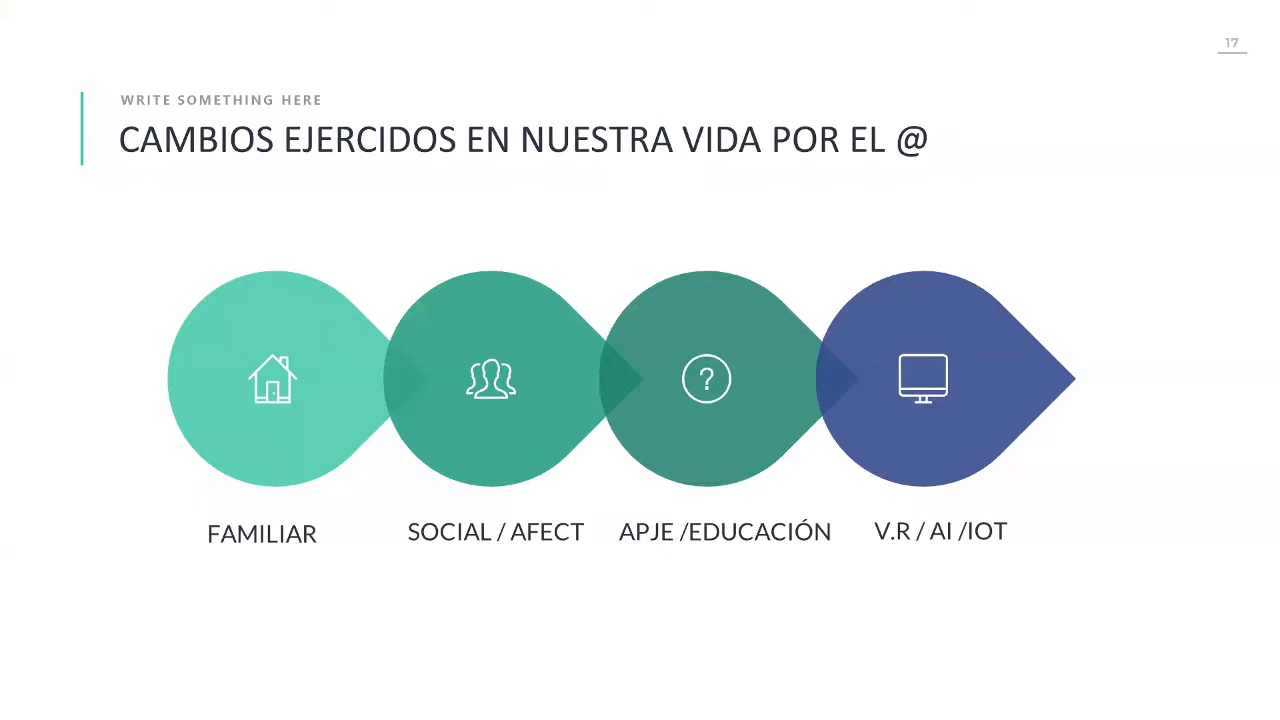 17
WRITE SOMETHING HERE
CAMBIOS EJERCIDOS EN NUESTRA VIDA POR EL @
?
FAMILIAR
SOCIAL / AFECT
APJE /EDUCACIÓN
V.R / AI /IOT